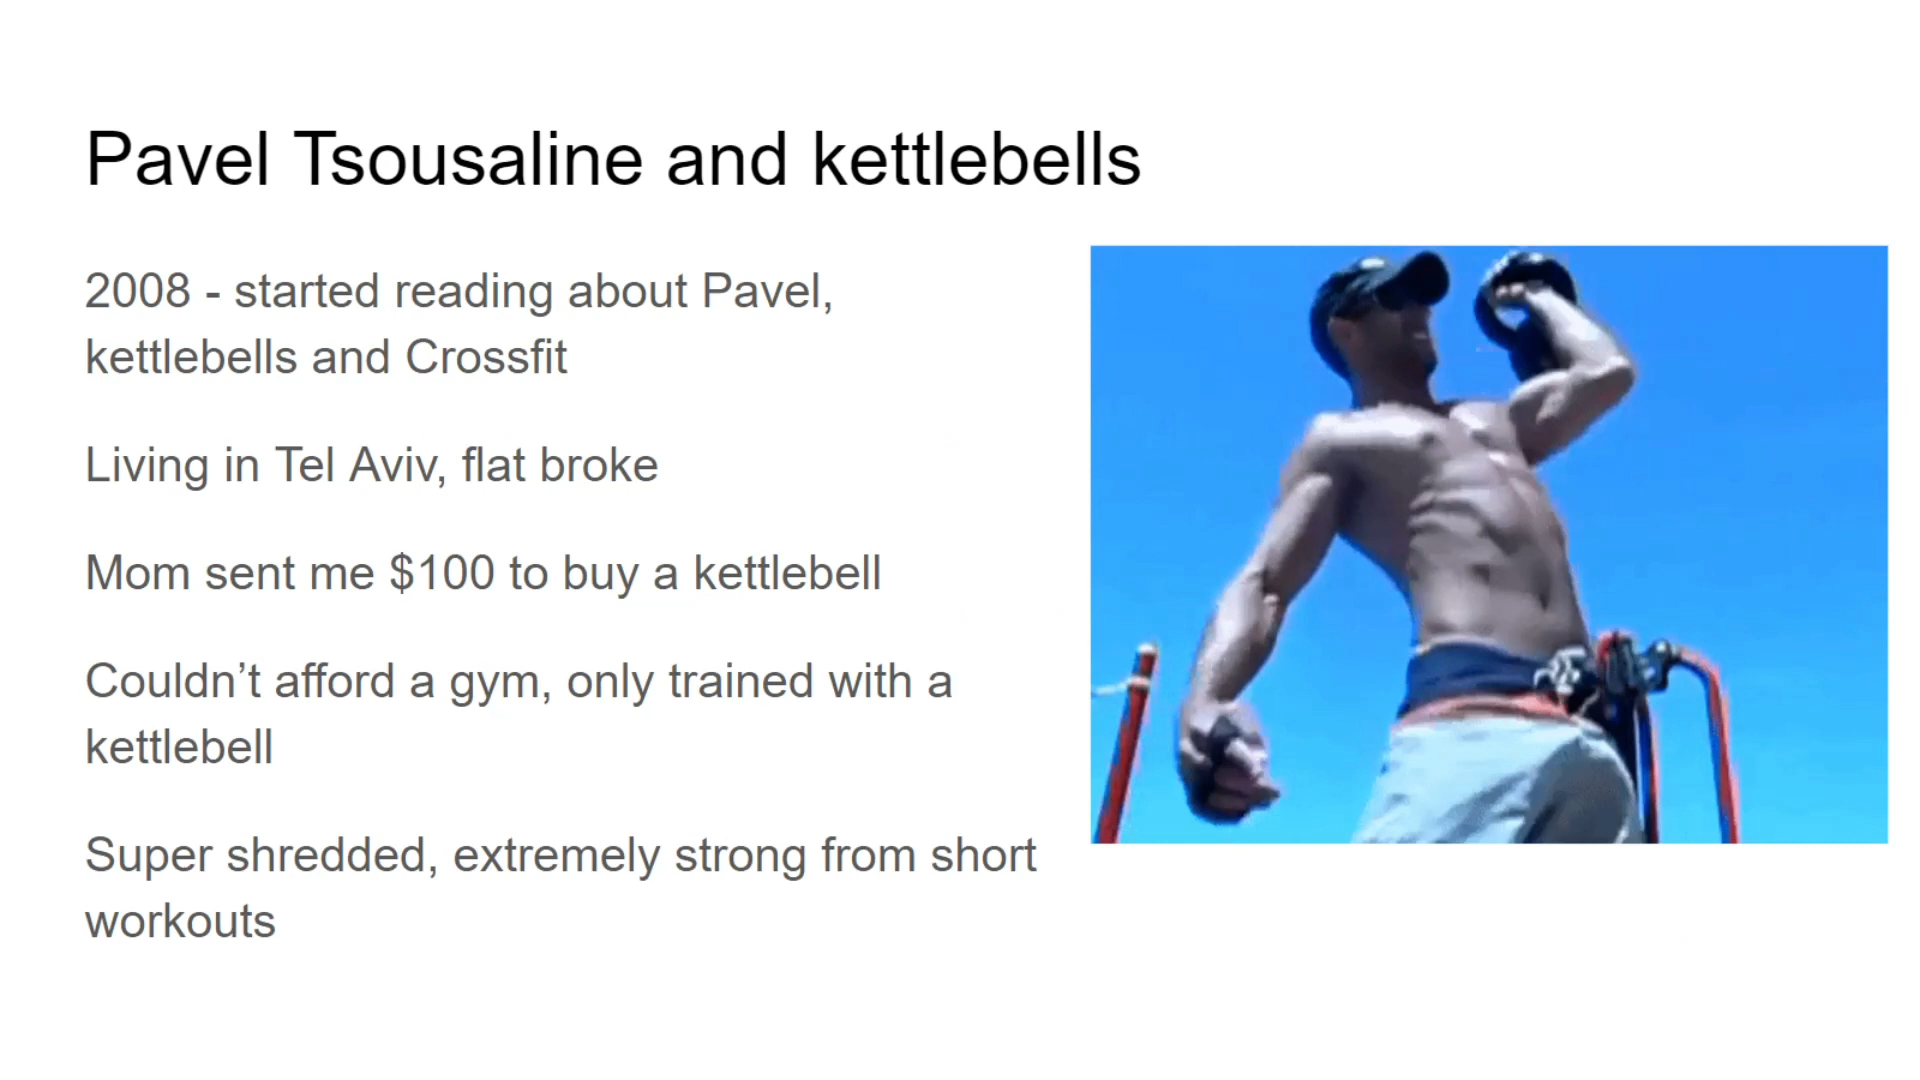 Pavel Tsousaline and kettlebells
2008 - started reading about Pavel,
kettlebells and Crossfit
Living in Tel Aviv, flat broke
Mom sent me $100 to buy a kettlebell
Couldn’t afford a gym, only trained with a
kettlebell
Super shredded, extremely strong from short
workouts